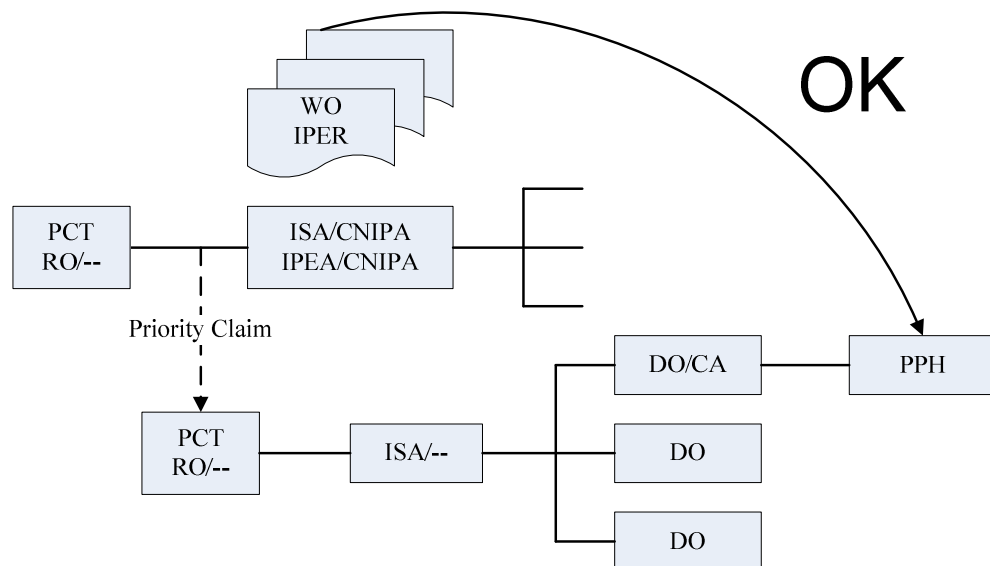 OK
WO
IPER
PCT
RO/--
ISA/CNIPA
IPEA/CNIPA
Priority Claim
DO/CA
PPH
PCT
RO/--
ISA/--
DO
DO